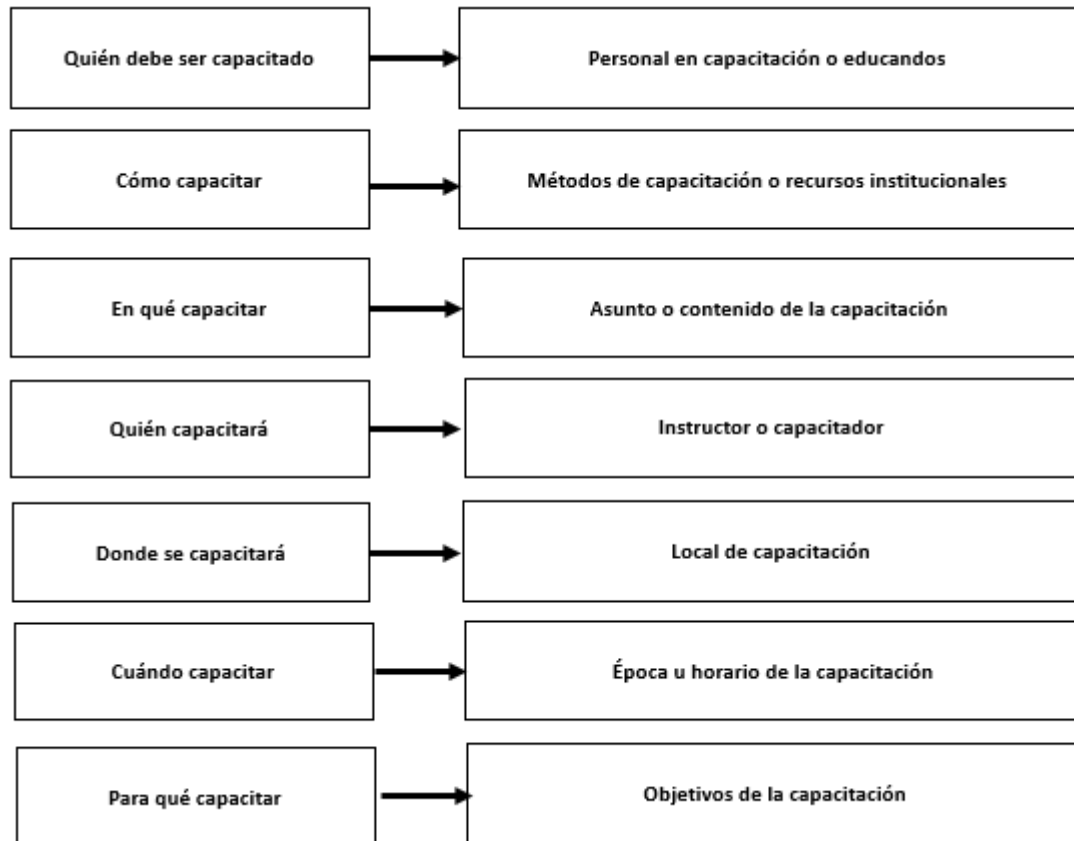 Quién debe ser capacitado
Personal en capacitación o educandos
Cómo capacitar
Métodos de capacitación o recursos institucionales
En qué capacitar
Asunto o contenido de la capacitación
Quién capacitará
Instructor o capacitador
Donde se capacitará
Local de capacitación
Cuándo capacitar
Época u horario de la capacitación
Para qué capacitar
Objetivos de la capacitación